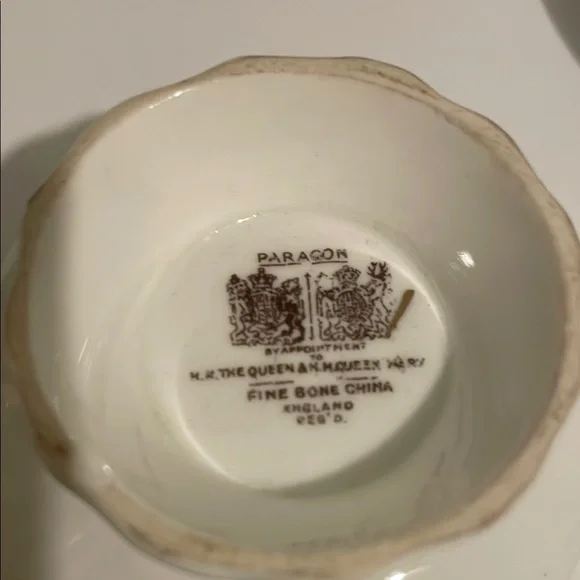 PARAGON
BY APPOINTMENT
TO
H.M. THE QUEEN & H.M. QUEEN MARY
FINE BONE CHINA
ENGLAND
REG'D.